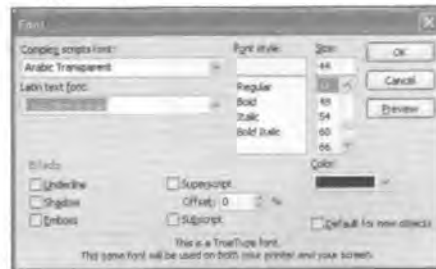 Font
Complex scripts font:
Font style:
Size:
Arabic Transparent
44
OK
Latin text font:
Regular
Bold
Italic
Bold Italic
48
54
60
66
Cancel
Preview
Effects
Color:
Underline
Shadow
Emboss
Superscript
Offset: 0 %
Subscript
Default for new objects
This is a TrueType font.
This same font will be used on both your printer and your screen.